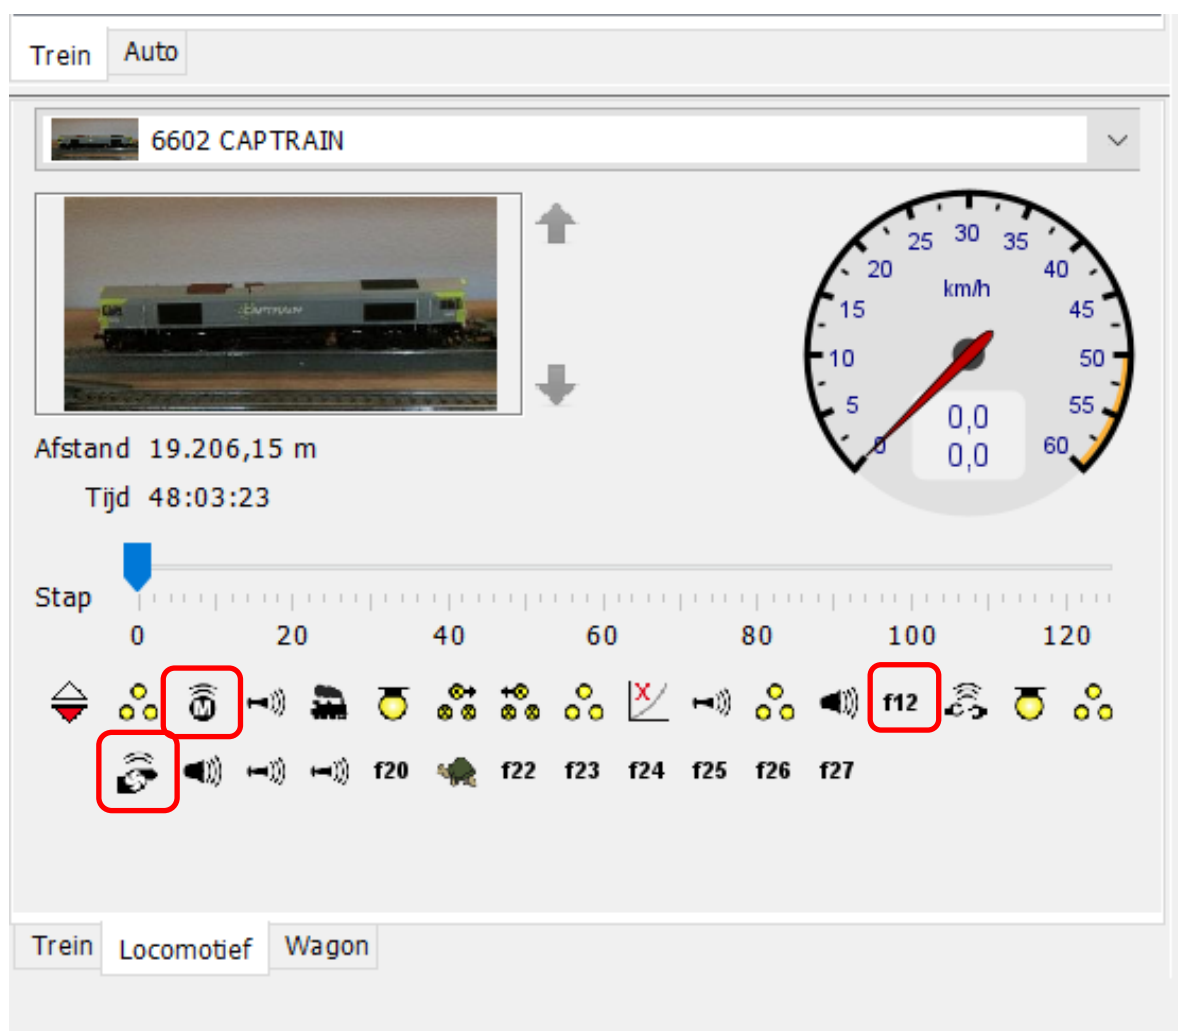 Trein Auto
6602 CAPTRAIN
CAPTRAIN
30
25 35
20 40
km/h
15 45
10 50
5 55
0,0
0 60
0,0
Afstand 19.206,15 m
Tijd 48:03:23
Stap
0 20 40 60 80 100 120
M X f12
f20 f22 f23 f24 f25 f26 f27
Trein Locomotief Wagon